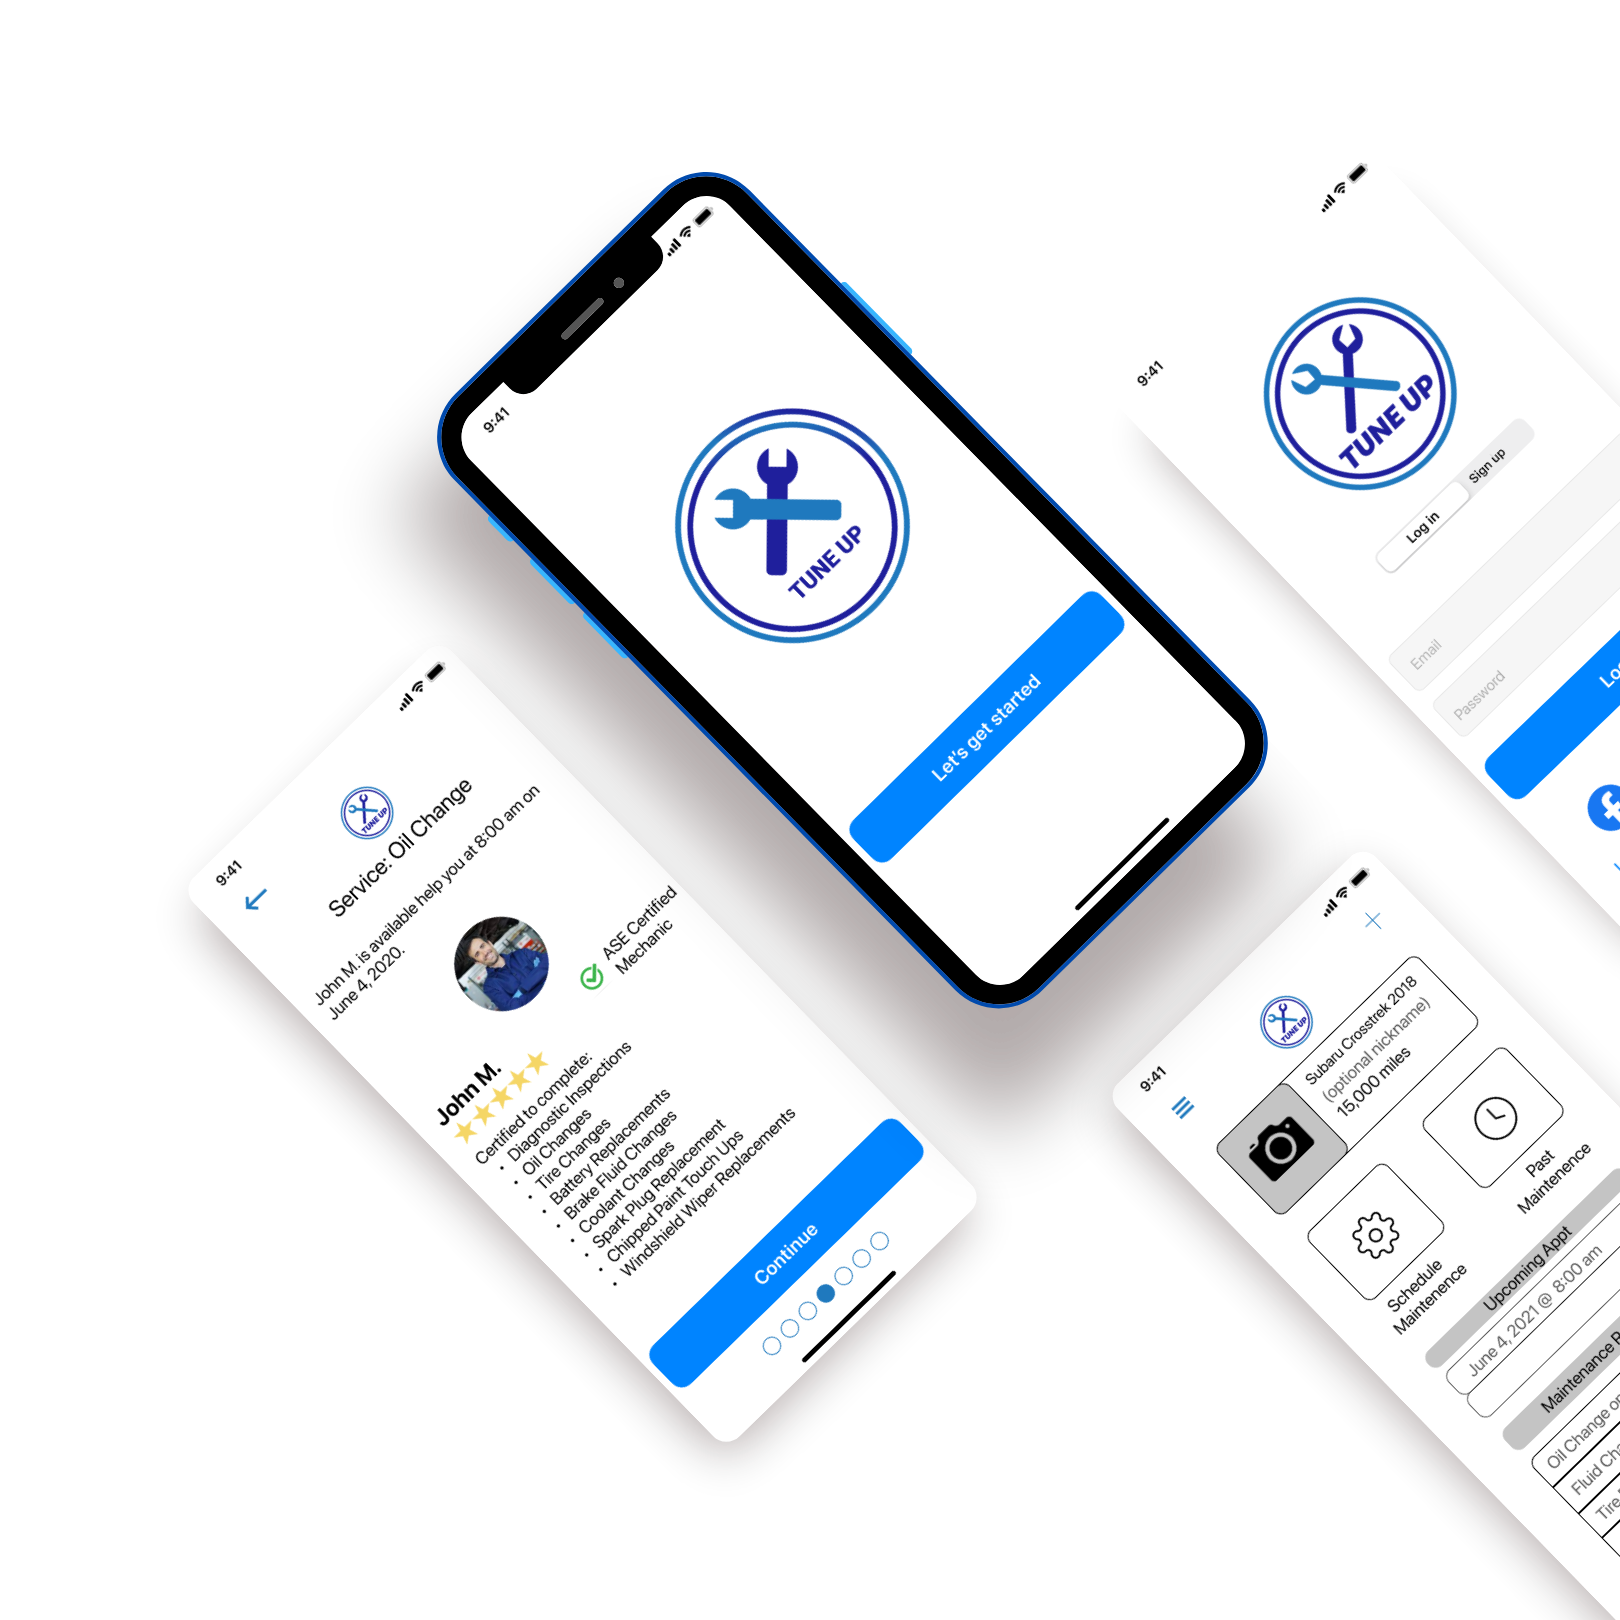 9:41
TUNE UP
Let's get started
9:41
TUNE UP
Log in
Sign up
Email
Password
9:41
TUNE UP
Service: Oil Change
John M. is available help you at 8:00 am on
June 4, 2020.
ASE Certified
Mechanic
John M.
Certified to complete:
• Diagnostic Inspections
• Oil Changes
• Tire Changes
• Battery Replacements
• Brake Fluid Changes
• Coolant Changes
• Spark Plug Replacement
• Chipped Paint Touch Ups
• Windshield Wiper Replacements
Continue
9:41
TUNE UP
Subaru Crosstrek 2018
(optional nickname)
15,000 miles
Schedule
Maintenence
Past
Maintenence
Upcoming Appt
June 4, 2021 @ 8:00 am
Maintenance
Oil Change
Fluid
Tire